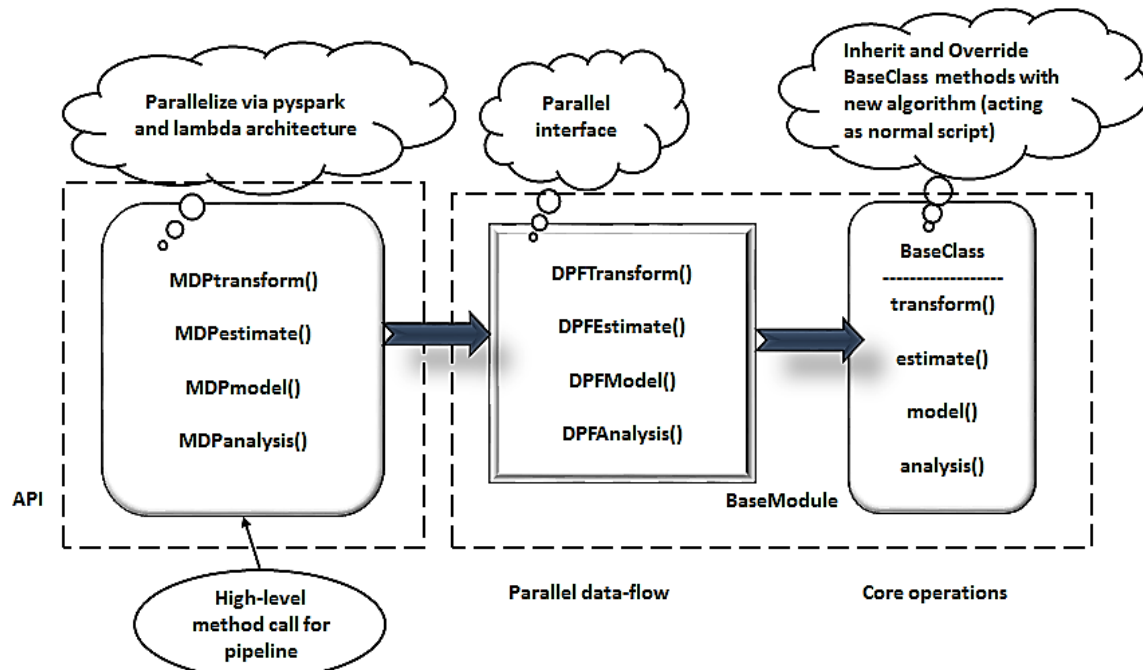 Parallelize via pyspark
and lambda architecture
Parallel
interface
Inherit and Override
BaseClass methods with
new algorithm (acting
as normal script)
MDPtransform()
MDPestimate()
MDPmodel()
MDPanalysis()
DPFTransform()
DPFEstimate()
DPFModel()
DPFAnalysis()
BaseClass
------------------
transform()
estimate()
model()
analysis()
API
BaseModule
High-level
method call for
pipeline
Parallel data-flow
Core operations